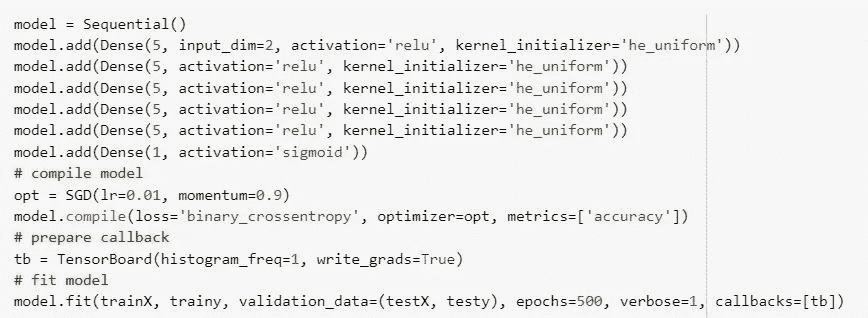 model = Sequential()
model.add(Dense(5, input_dim=2, activation='relu', kernel_initializer='he_uniform'))
model.add(Dense(5, activation='relu', kernel_initializer='he_uniform'))
model.add(Dense(5, activation='relu', kernel_initializer='he_uniform'))
model.add(Dense(5, activation='relu', kernel_initializer='he_uniform'))
model.add(Dense(5, activation='relu', kernel_initializer='he_uniform'))
model.add(Dense(1, activation='sigmoid'))
# compile model
opt = SGD(lr=0.01, momentum=0.9)
model.compile(loss='binary_crossentropy', optimizer=opt, metrics=['accuracy'])
# prepare callback
tb = TensorBoard(histogram_freq=1, write_grads=True)
# fit model
model.fit(trainX, trainy, validation_data=(testX, testy), epochs=500, verbose=1, callbacks=[tb])